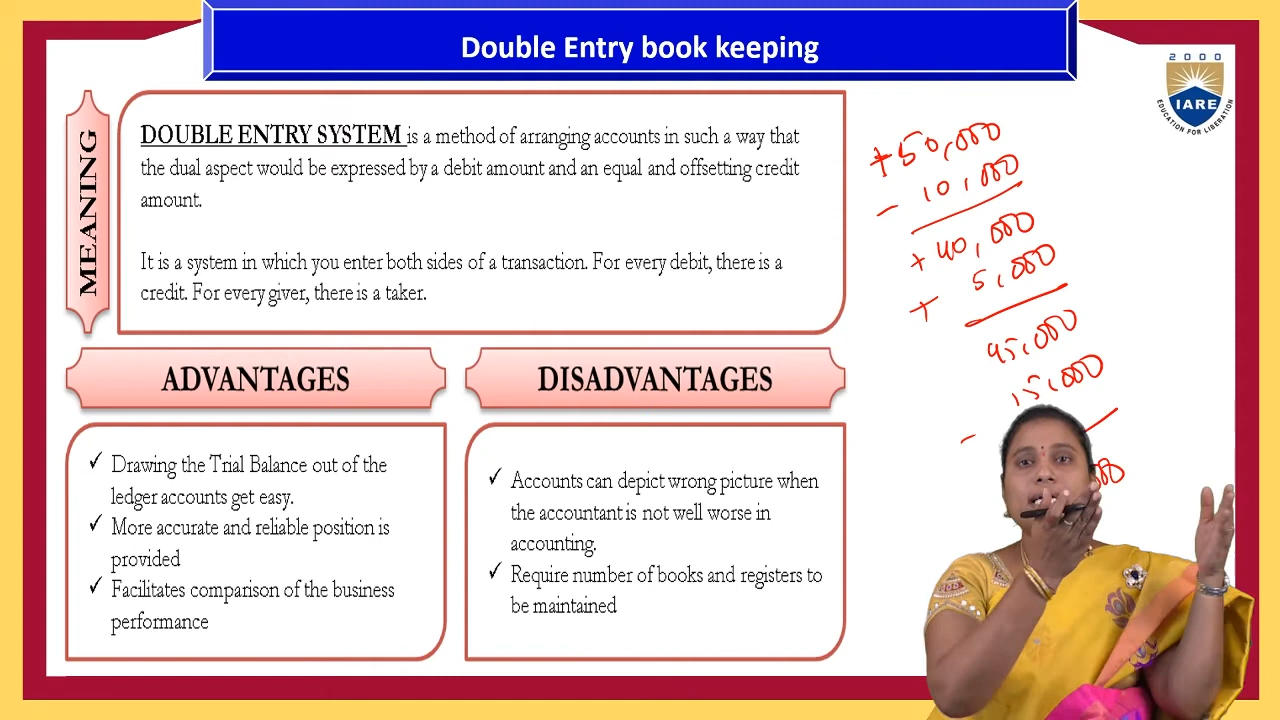 Double Entry book keeping
2000
IARE
EDUCATION FOR LIBERATION
MEANING
DOUBLE ENTRY SYSTEM is a method of arranging accounts in such a way that
the dual aspect would be expressed by a debit amount and an equal and offsetting credit
amount.
It is a system in which you enter both sides of a transaction. For every debit, there is a
credit. For every giver, there is a taker.
+50,000
- 10,000
+40,000
+ 5,000
45,000
- 15,000
ADVANTAGES
✓ Drawing the Trial Balance out of the
ledger accounts get easy.
✓ More accurate and reliable position is
provided
✓ Facilitates comparison of the business
performance
DISADVANTAGES
✓ Accounts can depict wrong picture when
the accountant is not well worse in
accounting.
✓ Require number of books and registers to
be maintained